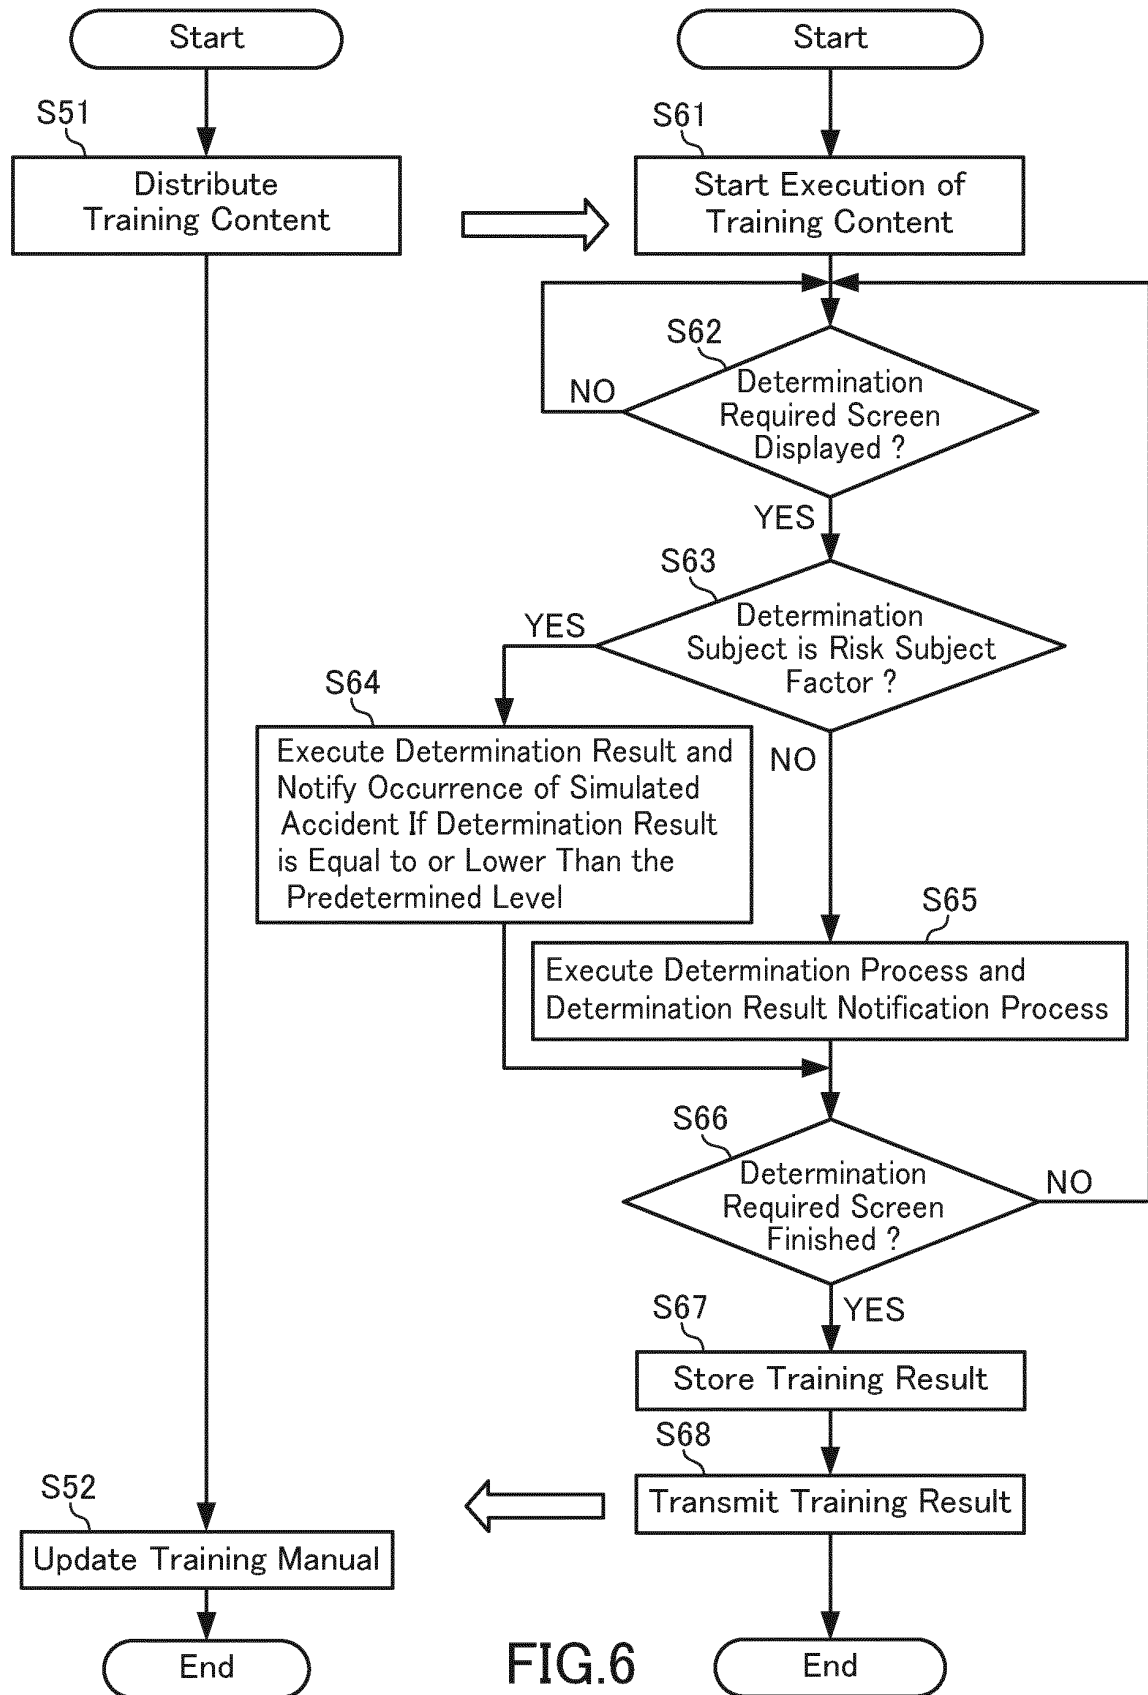 Start
S51
Distribute
Training Content
S52
Update Training Manual
End
Start
S61
Start Execution of
Training Content
S62
Determination
Required Screen
Displayed ?
NO
YES
S63
Determination
Subject is Risk Subject
Factor ?
YES
NO
S64
Execute Determination Result and
Notify Occurrence of Simulated
Accident If Determination Result
is Equal to or Lower Than the
Predetermined Level
S65
Execute Determination Process and
Determination Result Notification Process
S66
Determination
Required Screen
Finished ?
NO
YES
S67
Store Training Result
S68
Transmit Training Result
End
FIG.6